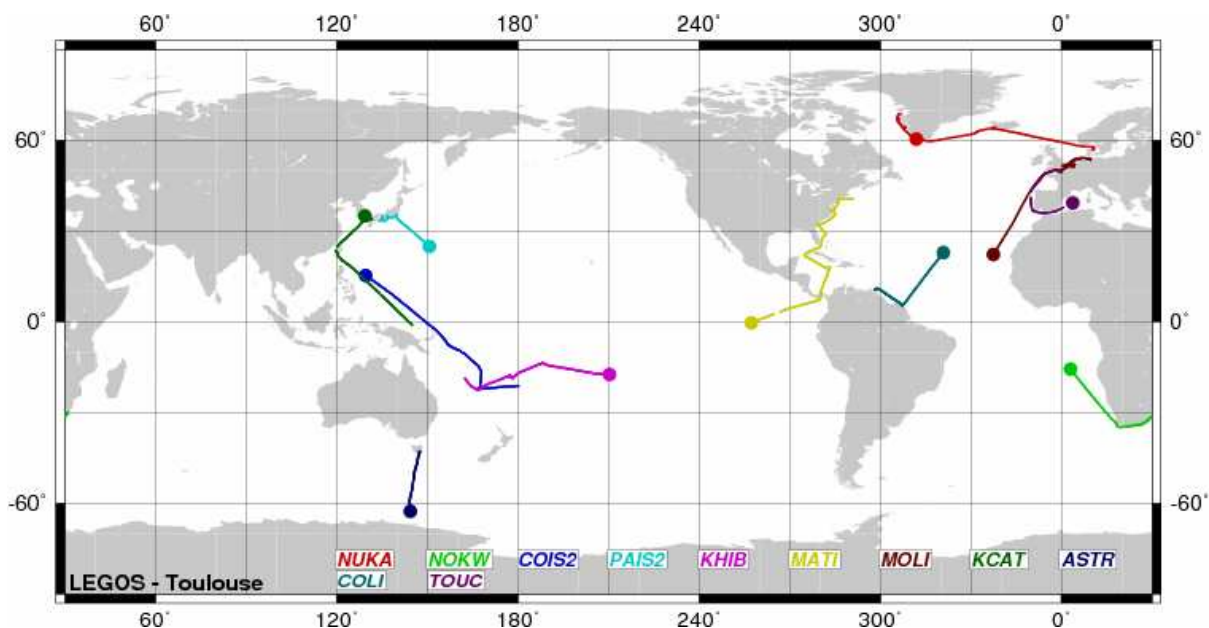 60° 120° 180° 240° 300° 0°
60° 60°
0° 0°
-60° -60°
NUKA NOKW COIS2 PAIS2 KHIB MATI MOLI KCAT ASTR
COLI TOUC
LEGOS - Toulouse
60° 120° 180° 240° 300° 0°